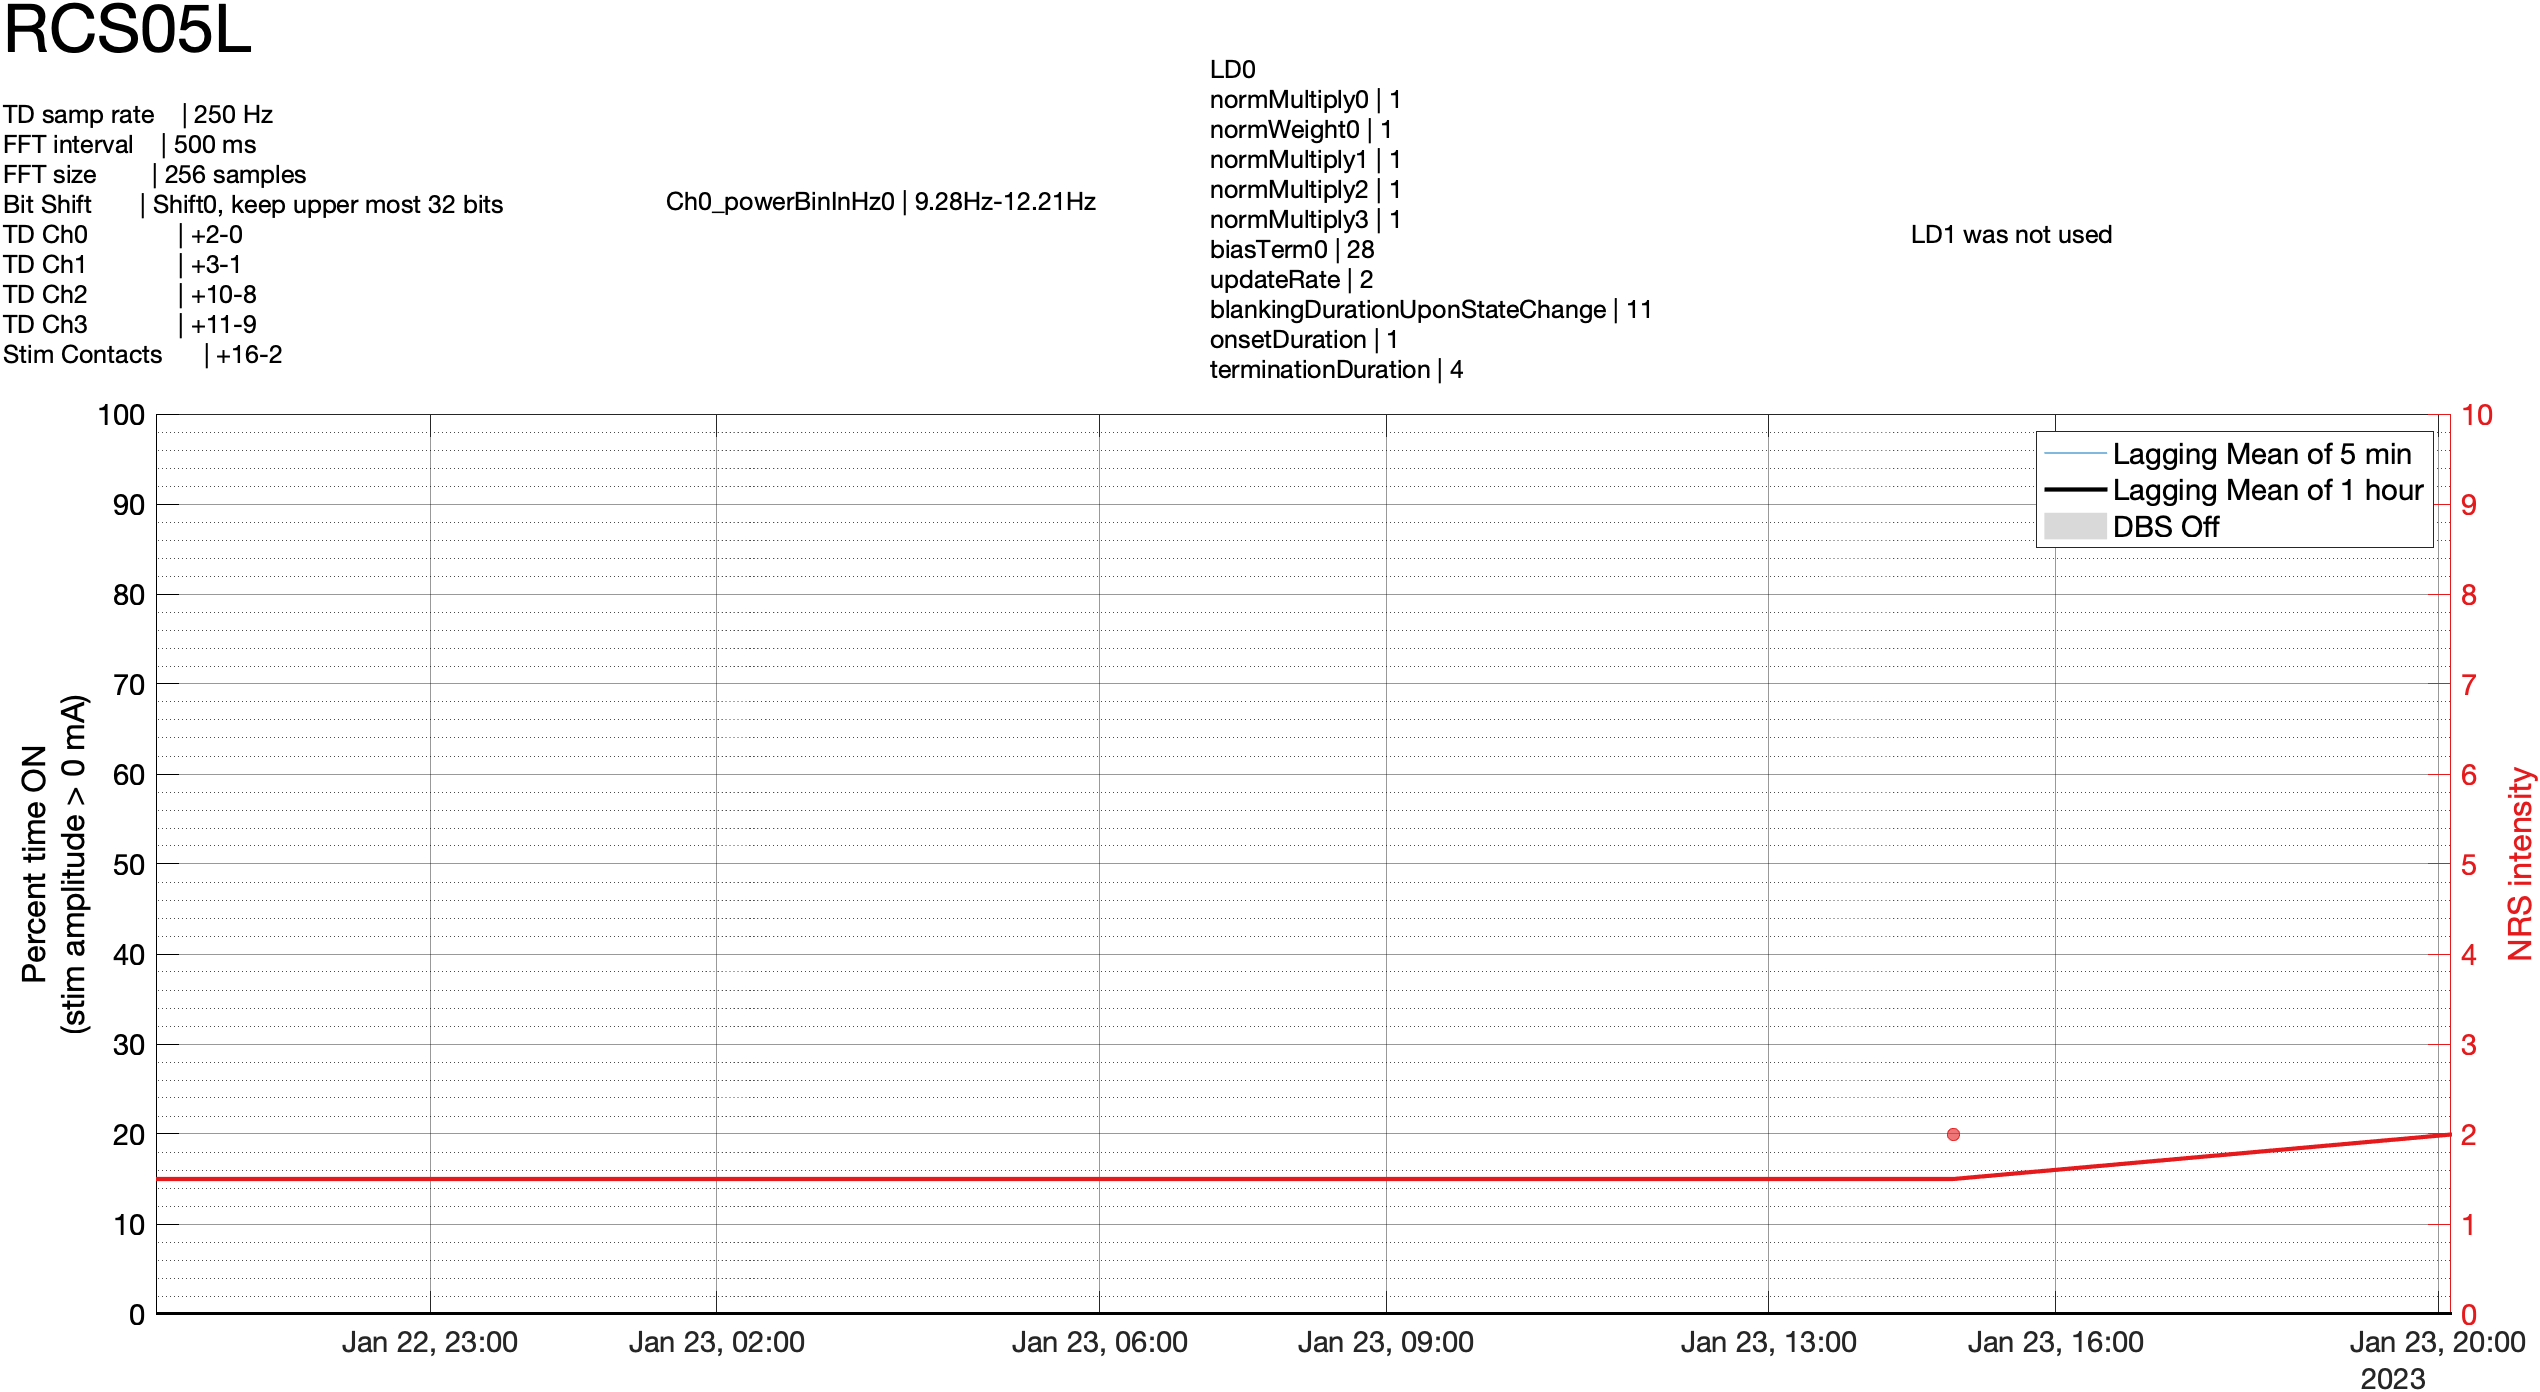 RCS05L
TD samp rate | 250 Hz
FFT interval | 500 ms
FFT size | 256 samples
Bit Shift | Shift0, keep upper most 32 bits
TD Ch0 | +2-0
TD Ch1 | +3-1
TD Ch2 | +10-8
TD Ch3 | +11-9
Stim Contacts | +16-2
Ch0_powerBinInHz0 | 9.28Hz-12.21Hz
LD0
normMultiply0 | 1
normWeight0 | 1
normMultiply1 | 1
normMultiply2 | 1
normMultiply3 | 1
biasTerm0 | 28
updateRate | 2
blankingDurationUponStateChange | 11
onsetDuration | 1
terminationDuration | 4
LD1 was not used
Percent time ON
(stim amplitude > 0 mA)
100
90
80
70
60
50
40
30
20
10
0
Lagging Mean of 5 min
Lagging Mean of 1 hour
DBS Off
10
9
8
7
6
5
4
3
2
1
0
NRS intensity
Jan 22, 23:00
Jan 23, 02:00
Jan 23, 06:00
Jan 23, 09:00
Jan 23, 13:00
Jan 23, 16:00
Jan 23, 20:00
2023